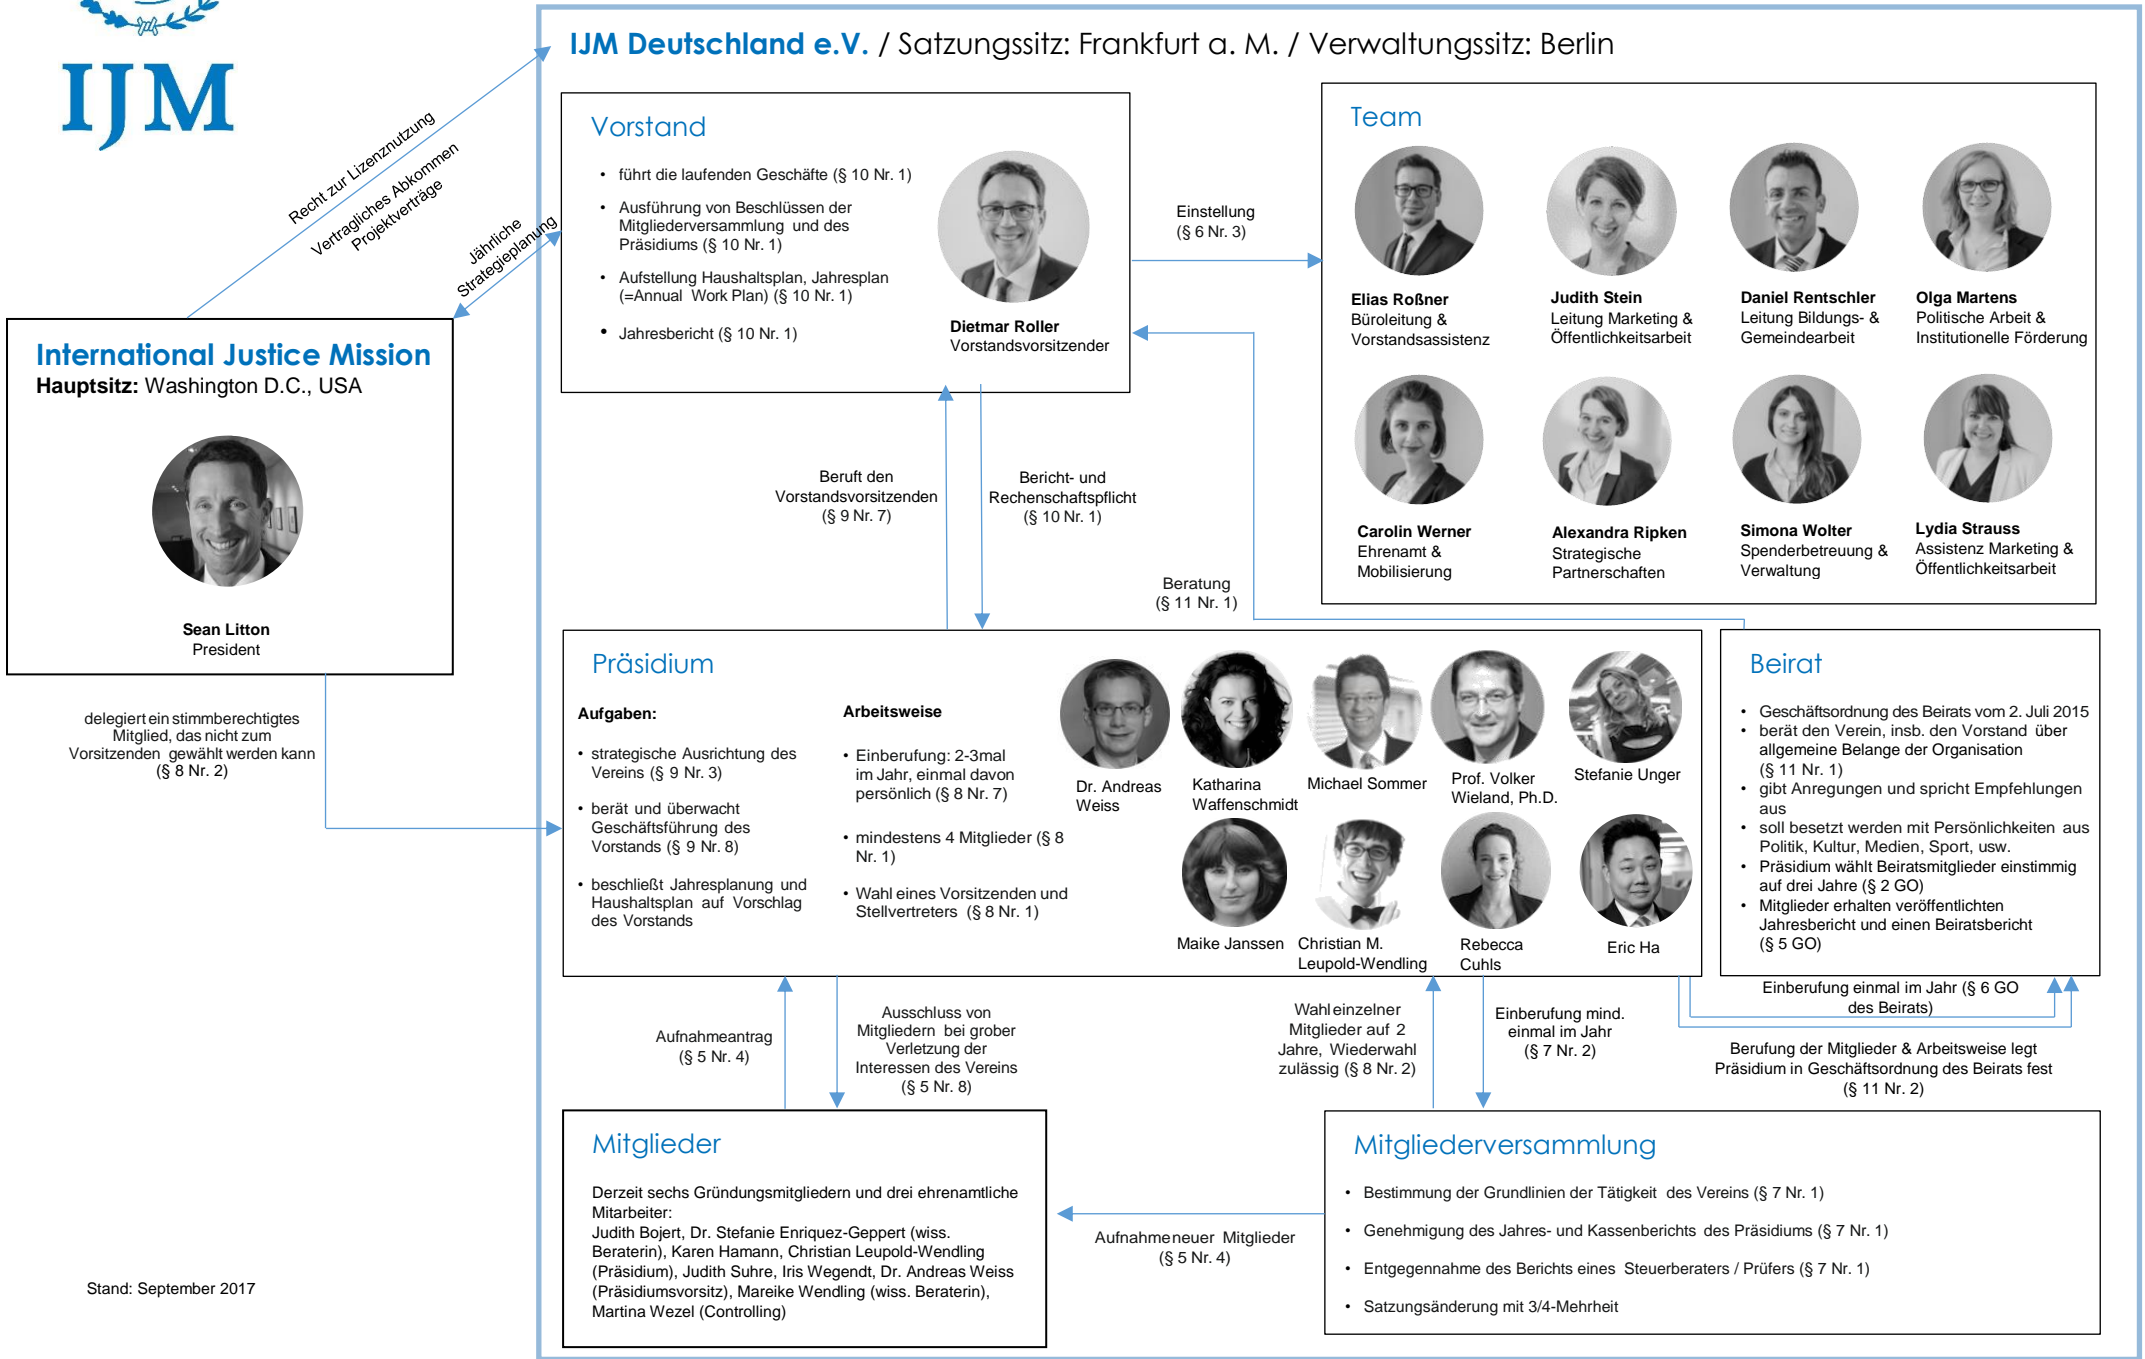 IJM
IJM Deutschland e.V. / Satzungssitz: Frankfurt a. M. / Verwaltungssitz: Berlin
Recht zur Lizenznutzung
Vertragliches Abkommen
Projektverträge
Jährliche
Strategieplanung
International Justice Mission
Hauptsitz: Washington D.C., USA
Sean Litton
President
delegiert ein stimmberechtigtes
Mitglied, das nicht zum
Vorsitzenden gewählt werden kann
(§ 8 Nr. 2)
Vorstand
• führt die laufenden Geschäfte (§ 10 Nr. 1)
• Ausführung von Beschlüssen der
Mitgliederversammlung und des
Präsidiums (§ 10 Nr. 1)
• Aufstellung Haushaltsplan, Jahresplan
(=Annual Work Plan) (§ 10 Nr. 1)
• Jahresbericht (§ 10 Nr. 1)
Dietmar Roller
Vorstandsvorsitzender
Einstellung
(§ 6 Nr. 3)
Team
Elias Roßner
Büroleitung &
Vorstandsassistenz
Judith Stein
Leitung Marketing &
Öffentlichkeitsarbeit
Daniel Rentschler
Leitung Bildungs- &
Gemeindearbeit
Olga Martens
Politische Arbeit &
Institutionelle Förderung
Carolin Werner
Ehrenamt &
Mobilisierung
Alexandra Ripken
Strategische
Partnerschaften
Simona Wolter
Spenderbetreuung &
Verwaltung
Lydia Strauss
Assistenz Marketing &
Öffentlichkeitsarbeit
Beruft den
Vorstandsvorsitzenden
(§ 9 Nr. 7)
Bericht- und
Rechenschaftspflicht
(§ 10 Nr. 1)
Beratung
(§ 11 Nr. 1)
Präsidium
Aufgaben:
• strategische Ausrichtung des
Vereins (§ 9 Nr. 3)
• berät und überwacht
Geschäftsführung des
Vorstands (§ 9 Nr. 8)
• beschließt Jahresplanung und
Haushaltsplan auf Vorschlag
des Vorstands
Arbeitsweise
• Einberufung: 2-3mal
im Jahr, einmal davon
persönlich (§ 8 Nr. 7)
• mindestens 4 Mitglieder (§ 8
Nr. 1)
• Wahl eines Vorsitzenden und
Stellvertreters (§ 8 Nr. 1)
Dr. Andreas
Weiss
Katharina
Waffenschmidt
Michael Sommer
Prof. Volker
Wieland, Ph.D.
Stefanie Unger
Maike Janssen
Christian M.
Leupold-Wendling
Rebecca
Cuhls
Eric Ha
Beirat
• Geschäftsordnung des Beirats vom 2. Juli 2015
• berät den Verein, insb. den Vorstand über
allgemeine Belange der Organisation
(§ 11 Nr. 1)
• gibt Anregungen und spricht Empfehlungen
aus
• soll besetzt werden mit Persönlichkeiten aus
Politik, Kultur, Medien, Sport, usw.
• Präsidium wählt Beiratsmitglieder einstimmig
auf drei Jahre (§ 2 GO)
• Mitglieder erhalten veröffentlichten
Jahresbericht und einen Beiratsbericht
(§ 5 GO)
Aufnahmeantrag
(§ 5 Nr. 4)
Ausschluss von
Mitgliedern bei grober
Verletzung der
Interessen des Vereins
(§ 5 Nr. 8)
Wahl einzelner
Mitglieder auf 2
Jahre, Wiederwahl
zulässig (§ 8 Nr. 2)
Einberufung mind.
einmal im Jahr
(§ 7 Nr. 2)
Einberufung einmal im Jahr (§ 6 GO
des Beirats)
Berufung der Mitglieder & Arbeitsweise legt
Präsidium in Geschäftsordnung des Beirats fest
(§ 11 Nr. 2)
Mitglieder
Derzeit sechs Gründungsmitgliedern und drei ehrenamtliche
Mitarbeiter:
Judith Bojert, Dr. Stefanie Enriquez-Geppert (wiss.
Beraterin), Karen Hamann, Christian Leupold-Wendling
(Präsidium), Judith Suhre, Iris Wegendt, Dr. Andreas Weiss
(Präsidiumsvorsitz), Mareike Wendling (wiss. Beraterin),
Martina Wezel (Controlling)
Aufnahme neuer Mitglieder
(§ 5 Nr. 4)
Mitgliederversammlung
• Bestimmung der Grundlinien der Tätigkeit des Vereins (§ 7 Nr. 1)
• Genehmigung des Jahres- und Kassenberichts des Präsidiums (§ 7 Nr. 1)
• Entgegennahme des Berichts eines Steuerberaters / Prüfers (§ 7 Nr. 1)
• Satzungsänderung mit 3/4-Mehrheit
Stand: September 2017